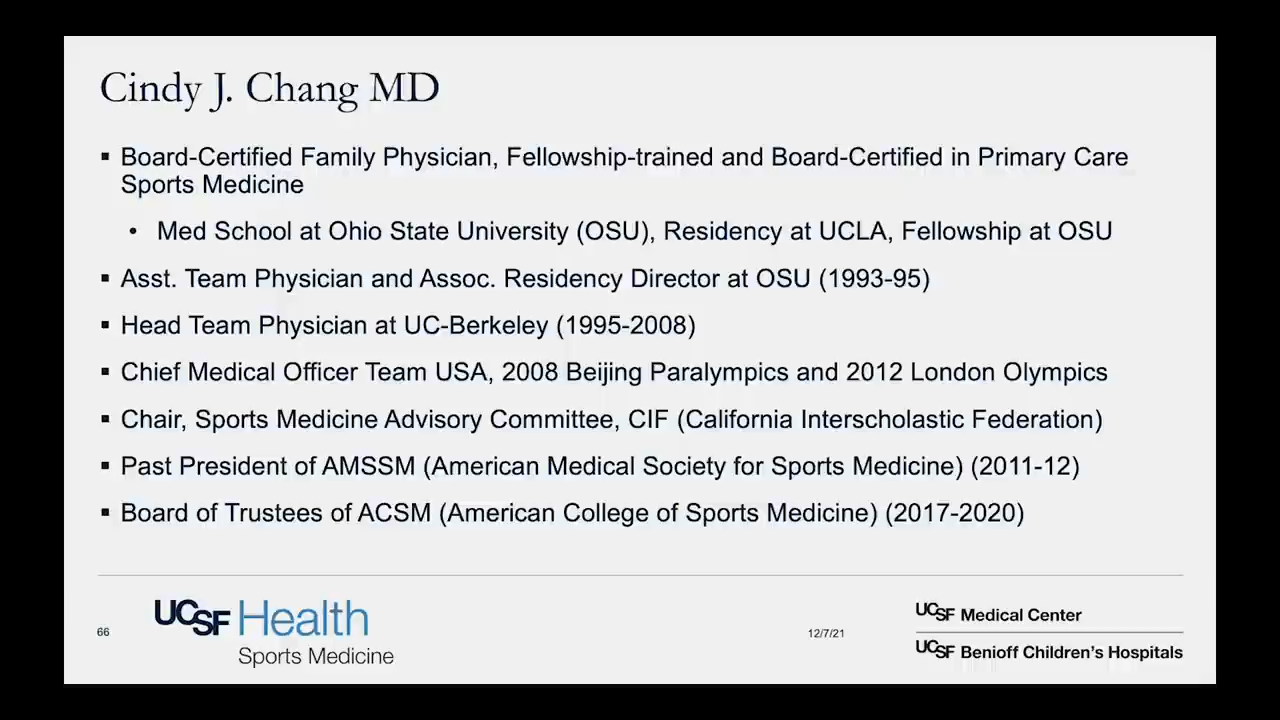 Cindy J. Chang MD
▪ Board-Certified Family Physician, Fellowship-trained and Board-Certified in Primary Care
Sports Medicine
• Med School at Ohio State University (OSU), Residency at UCLA, Fellowship at OSU
▪ Asst. Team Physician and Assoc. Residency Director at OSU (1993-95)
▪ Head Team Physician at UC-Berkeley (1995-2008)
▪ Chief Medical Officer Team USA, 2008 Beijing Paralympics and 2012 London Olympics
▪ Chair, Sports Medicine Advisory Committee, CIF (California Interscholastic Federation)
▪ Past President of AMSSM (American Medical Society for Sports Medicine) (2011-12)
▪ Board of Trustees of ACSM (American College of Sports Medicine) (2017-2020)
66
UCSF Health
Sports Medicine
12/7/21
UCSF Medical Center
UCSF Benioff Children's Hospitals